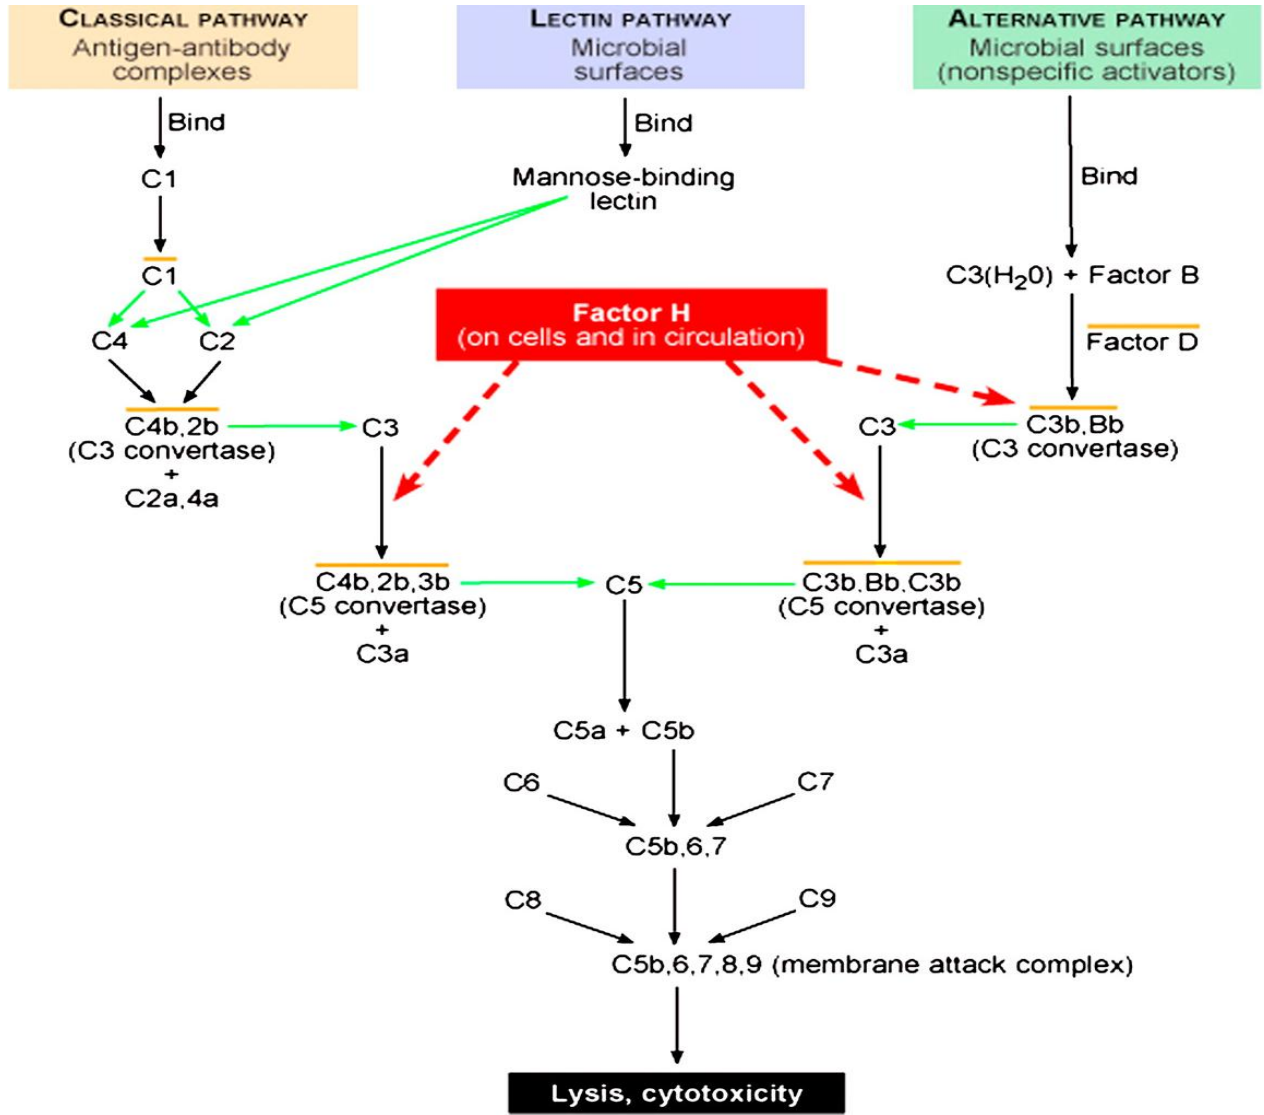 CLASSICAL PATHWAY
Antigen-antibody
complexes
LECTIN PATHWAY
Microbial
surfaces
ALTERNATIVE PATHWAY
Microbial surfaces
(nonspecific activators)
Bind
Bind
Bind
C1
Mannose-binding
lectin
C1
C3(H20) + Factor B
Factor H
(on cells and in circulation)
C4
C2
Factor D
C4b,2b
(C3 convertase)
+
C2a,4a
C3
C3
C3b,Bb
(C3 convertase)
C4b,2b,3b
(C5 convertase)
+
C3a
C5
C3b,Bb,C3b
(C5 convertase)
+
C3a
C5a + C5b
C6
C7
C5b,6,7
C8
C9
C5b,6,7,8,9 (membrane attack complex)
Lysis, cytotoxicity